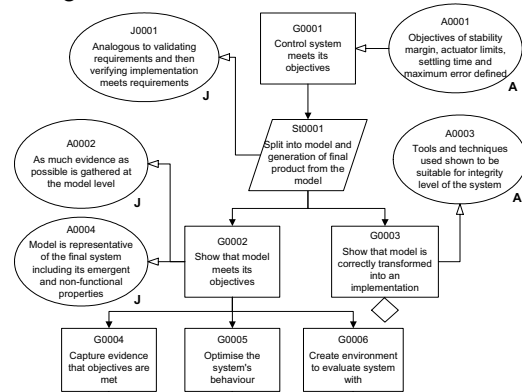 J0001
Analogous to validating
requirements and then
verifying implementation
meets requirements
J
G0001
Control system
meets its
objectives
A0001
Objectives of stability
margin, actuator limits,
settling time and
maximum error defined
A
A0002
As much evidence as
possible is gathered at
the model level
J
St0001
Split into model and
generation of final
product from the
model
A0003
Tools and techniques
used shown to be
suitable for integrity
level of the system
A
A0004
Model is representative
of the final system
including its emergent
and non-functional
properties
J
G0002
Show that model
meets its
objectives
G0003
Show that model is
correctly transformed
into an
implementation
G0004
Capture evidence
that objectives are
met
G0005
Optimise the
system's
behaviour
G0006
Create environment
to evaluate system
with